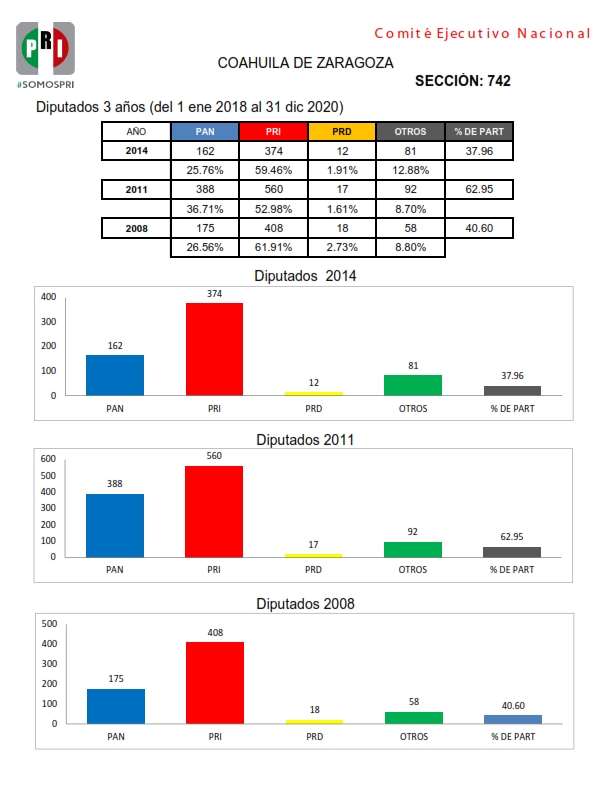 Comité Ejecutivo Nacional
PRI
#SOMOSPRI
COAHUILA DE ZARAGOZA
SECCIÓN: 742
Diputados 3 años (del 1 ene 2018 al 31 dic 2020)
AÑO PAN PRI PRD OTROS % DE PART
2014 162 374 12 81 37.96
25.76% 59.46% 1.91% 12.88%
2011 388 560 17 92 62.95
36.71% 52.98% 1.61% 8.70%
2008 175 408 18 58 40.60
26.56% 61.91% 2.73% 8.80%
Diputados 2014
400
300
200
100
0
162 374 12 81 37.96
PAN PRI PRD OTROS % DE PART
Diputados 2011
600
500
400
300
200
100
0
388 560 17 92 62.95
PAN PRI PRD OTROS % DE PART
Diputados 2008
500
400
300
200
100
0
175 408 18 58 40.60
PAN PRI PRD OTROS % DE PART